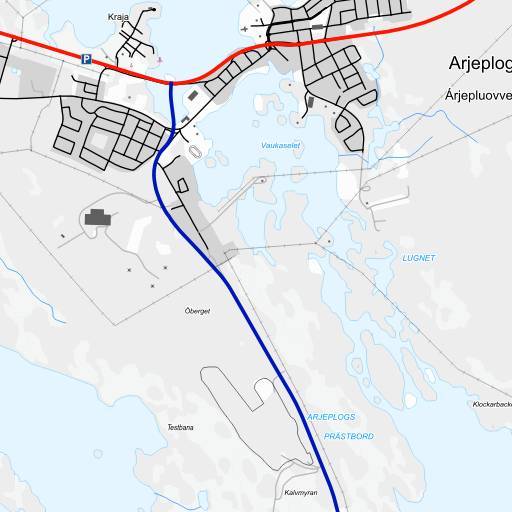 Kraja
P
Arjeplog
Árjepluovve
Vaukaselet
LUGNET
Öberget
ARJEPLOGS
PRÄSTBORD
Klockarbacke
Testbana
Kalvmyran